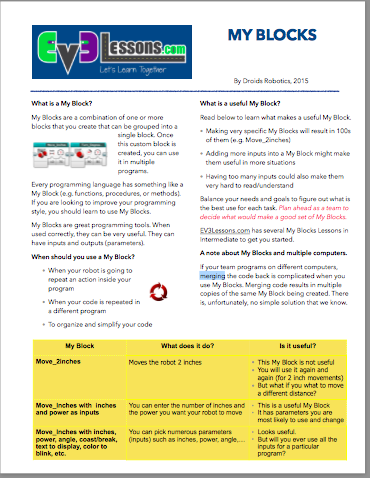 EV3Lessons.com
Let's Learn Together
MY BLOCKS
By Droids Robotics, 2015
What is a My Block?
My Blocks are a combination of one or more
blocks that you create that can be grouped into a
single block. Once
this custom block is
created, you can use
it in multiple
programs.
Every programming language has something like a
My Block (e.g. functions, procedures, or methods).
If you are looking to improve your programming
style, you should learn to use My Blocks.
My Blocks are great programming tools. When
used correctly, they can be very useful. They can
have inputs and outputs (parameters).
When should you use a My Block?
• When your robot is going to
repeat an action inside your
program
• When your code is repeated in
a different program
• To organize and simplify your code
What is a useful My Block?
Read below to learn what makes a useful My Block.
• Making very specific My Blocks will result in 100s
of them (e.g. Move_2inches)
• Adding more inputs into a My Block might make
them useful in more situations
• Having too many inputs could also make them
very hard to read/understand
Balance your needs and goals to figure out what is
the best use for each task. Plan ahead as a team to
decide what would make a good set of My Blocks.
EV3Lessons.com has several My Blocks Lessons in
Intermediate to get you started.
A note about My Blocks and multiple computers.
If your team programs on different computers,
merging the code back is complicated when you
use My Blocks. Merging code results in multiple
copies of the same My Block being created. There
is, unfortunately, no simple solution that we know.
My Block What does it do? Is it useful?
Move_2inches
Moves the robot 2 inches
• This My Block is not useful
• You will use it again and
again (for 2 inch movements)
• But what if you what to move
a different distance?
Move_Inches with inches
and power as inputs
You can enter the number of inches and
the power you want your robot to move
• This is a useful My Block
• It has parameters you are
most likely to use and change
Move_Inches with inches,
power, angle, coast/break,
text to display, color to
blink, etc.
You can pick numerous parameters
(inputs) such as inches, power, angle,...
• Looks useful.
• But will you ever use all the
inputs for a particular
program?